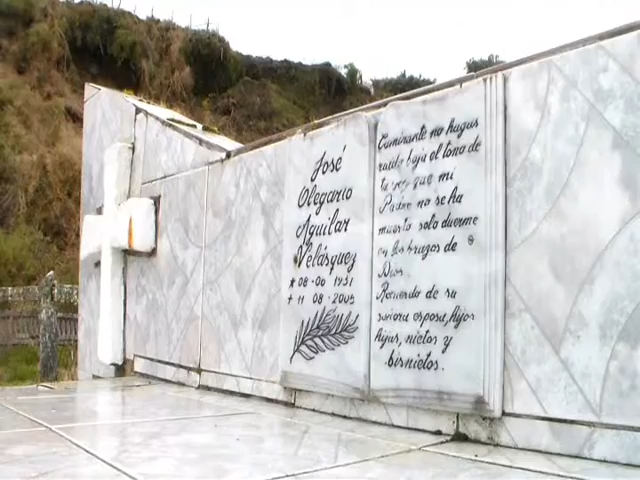 José
Olegario
Aguilar
Velásquez
* 08-06 1931
† 11 08-2005
Caminante no hagas
ruido baja el tono de
tu voz que mi
Padre no se ha
muerto solo duerme
en los brazos de
Dios.
Recuerdo de su
señora esposa, hijos
hijas, nietos y
bisnietos.